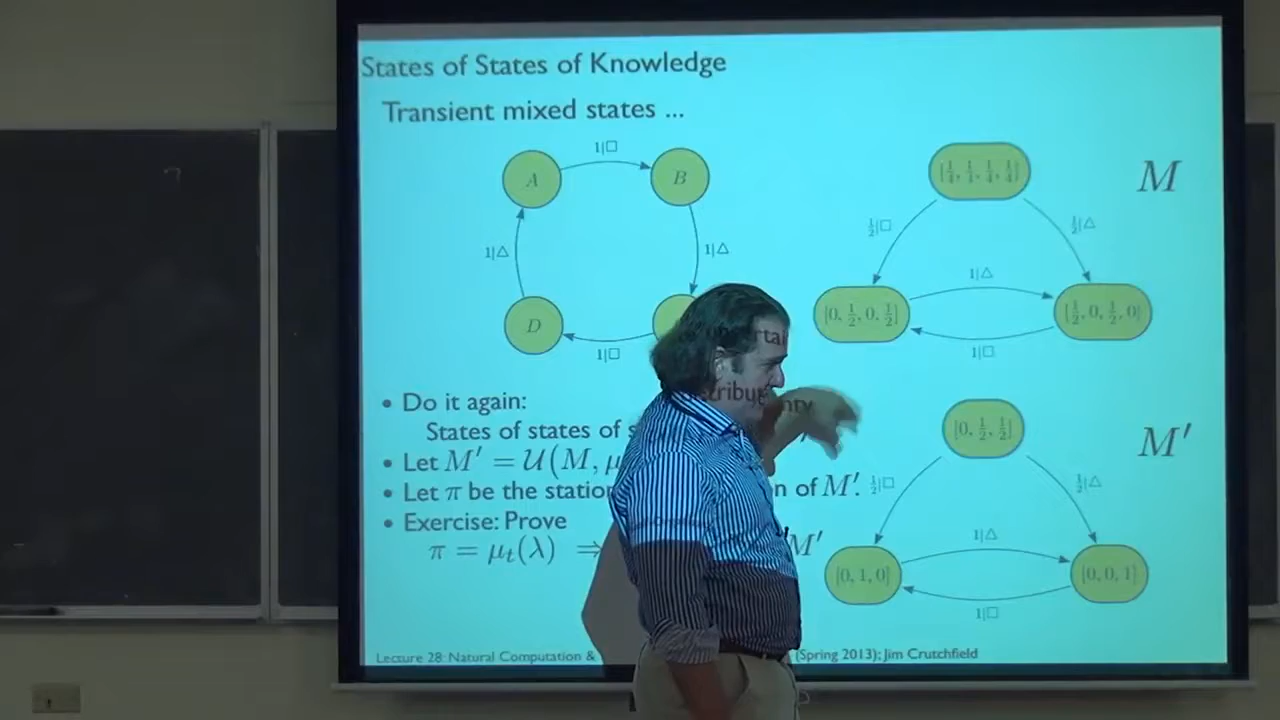 States of States of Knowledge
Transient mixed states ...
A
1|□
B
1|△
1|△
D
1|□
[1/4, 1/4, 1/4, 1/4]
M
1/2|□
1/2|△
[0, 1/2, 0, 1/2]
1|△
[1/2, 0, 1/2, 0]
1|□
• Do it again:
States of states of
• Let M′ = U(M, μ
• Let π be the n of M′.
• Exercise: Prove
π = μt(λ) ⇒ M′
[0, 1/2, 1/2]
M′
1/2|□
1/2|△
[0, 1, 0]
1|△
[0, 0, 1]
1|□
Lecture 28: Natural Computation & (Spring 2013); Jim Crutchfield